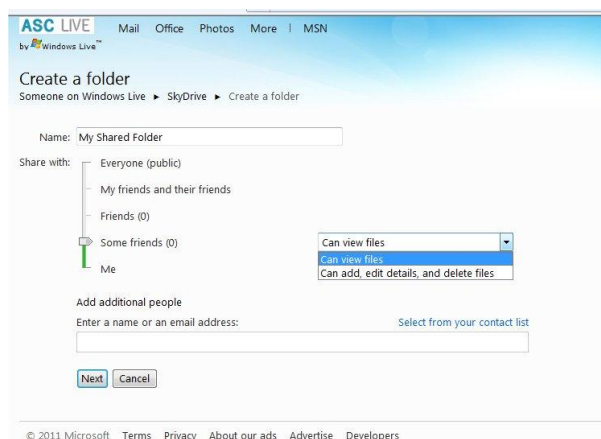 ASC LIVE Mail Office Photos More | MSN
by Windows Live™
Create a folder
Someone on Windows Live ► SkyDrive ► Create a folder
Name: My Shared Folder
Share with: Everyone (public)
My friends and their friends
Friends (0)
Some friends (0) Can view files
Can view files
Me Can add, edit details, and delete files
Add additional people
Enter a name or an email address: Select from your contact list
Next Cancel
© 2011 Microsoft Terms Privacy About our ads Advertise Developers